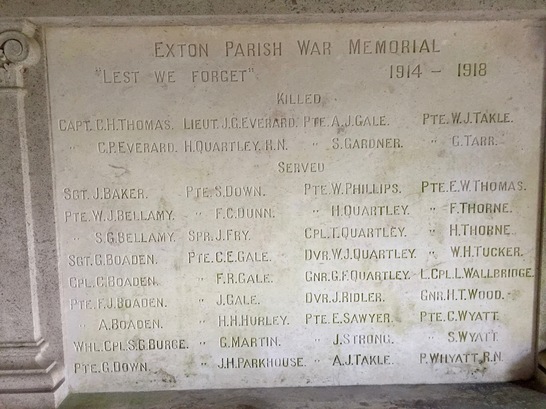 EXTON PARISH WAR MEMORIAL
"LEST WE FORGET" 1914 - 1918
KILLED
CAPT. C.H.THOMAS. LIEUT. J.G.EVERARD. PTE. A.J.GALE. PTE. W.J.TAKLE.
" C.P.EVERARD. H.QUARTLEY. R.N. " S.GARDNER. " G.TARR.
SERVED
SGT. J.BAKER. PTE. S.DOWN. PTE. W.PHILLIPS. PTE. E.W.THOMAS.
PTE. W.J.BELLAMY. " F.C.DUNN. " H.QUARTLEY. " F.THORNE.
" S.G.BELLAMY. SPR. J.FRY. CPL. T.QUARTLEY. " H.THORNE.
SGT. G.BOADEN. PTE. C.E.GALE. DVR. W.J.QUARTLEY. " W.H.TUCKER.
CPL. C.BOADEN. " F.R.GALE. GNR. G.F.QUARTLEY. L.CPL. L.WALLBRIDGE.
PTE. F.J.BOADEN. " J.GALE. DVR. J.RIDLER. GNR. H.T.WOOD.
" A.BOADEN. " H.H.HURLEY. PTE. E.SAWYER. PTE. C.WYATT.
WHL. CPL. S.G.BURGE. " G.MARTIN. " J.STRONG. " S.WYATT.
PTE. G.DOWN. " J.H.PARKHOUSE. " A.J.TAKLE. P.WHYATT. R.N.